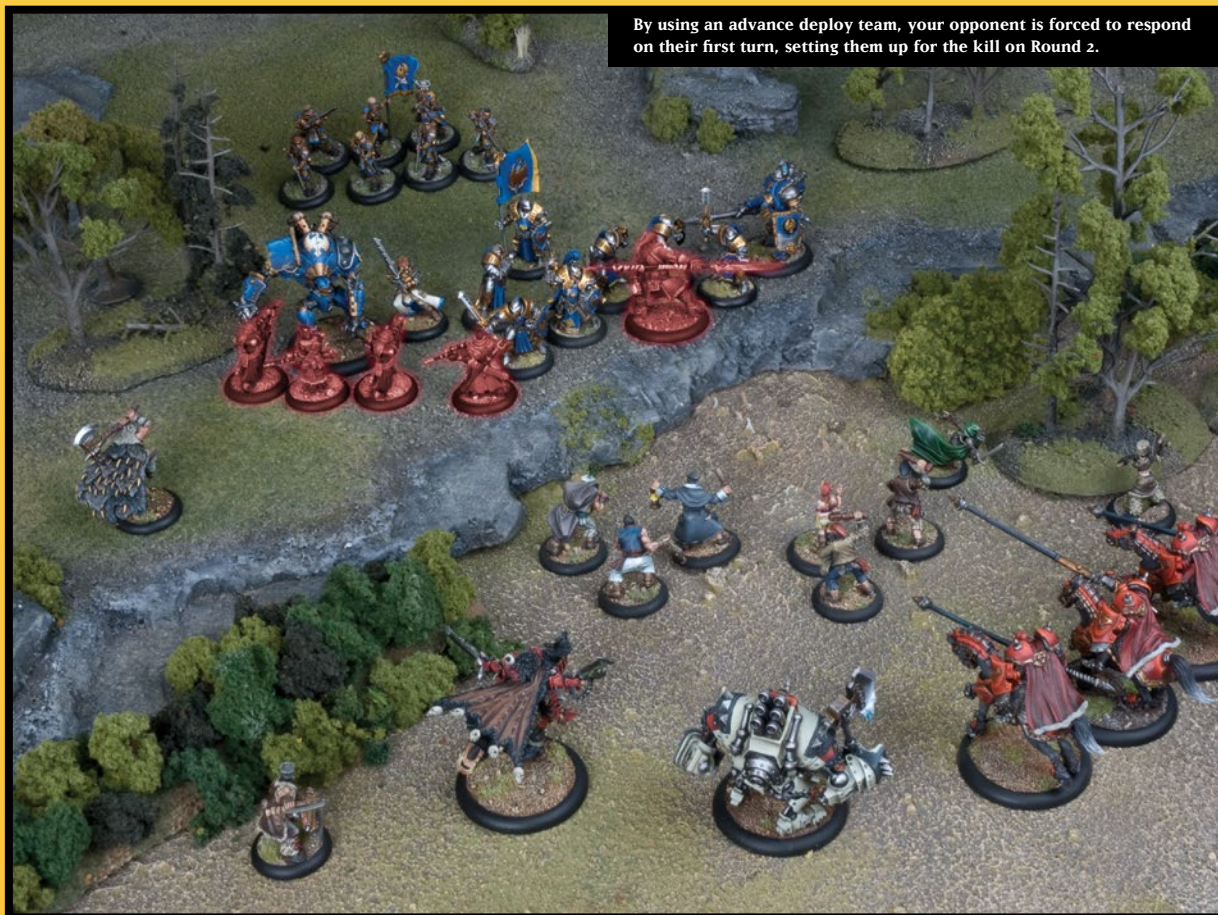 By using an advance deploy team, your opponent is forced to respond
on their first turn, setting them up for the kill on Round 2.